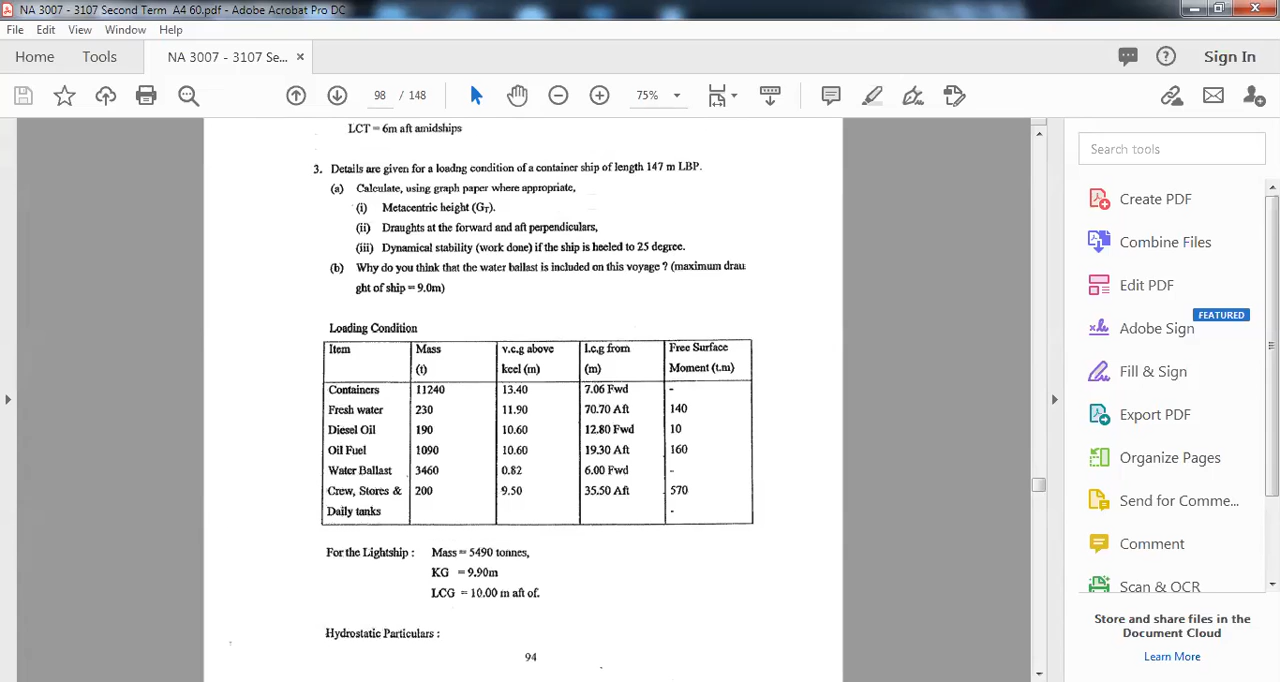 NA 3007 - 3107 Second Term A4 60.pdf - Adobe Acrobat Pro DC
File Edit View Window Help
Home Tools NA 3007 - 3107 Se... × Sign In
98 / 148 75%
LCT = 6m aft amidships
3. Details are given for a loadng condition of a container ship of length 147 m LBP.
(a) Calculate, using graph paper where appropriate,
(i) Metacentric height (GT).
(ii) Draughts at the forward and aft perpendiculars,
(iii) Dynamical stability (work done) if the ship is heeled to 25 degree.
(b) Why do you think that the water ballast is included on this voyage ? (maximum drau
ght of ship = 9.0m)
Loading Condition
Item Mass v.c.g above l.c.g from Free Surface
(t) keel (m) (m) Moment (t.m)
Containers 11240 13.40 7.06 Fwd -
Fresh water 230 11.90 70.70 Aft 140
Diesel Oil 190 10.60 12.80 Fwd 10
Oil Fuel 1090 10.60 19.30 Aft 160
Water Ballast 3460 0.82 6.00 Fwd -
Crew, Stores & 200 9.50 35.50 Aft 570
Daily tanks -
For the Lightship : Mass = 5490 tonnes,
KG = 9.90m
LCG = 10.00 m aft of.
Hydrostatic Particulars :
94
Search tools
Create PDF
Combine Files
Edit PDF
FEATURED
Adobe Sign
Fill & Sign
Export PDF
Organize Pages
Send for Comme...
Comment
Scan & OCR
Store and share files in the
Document Cloud
Learn More